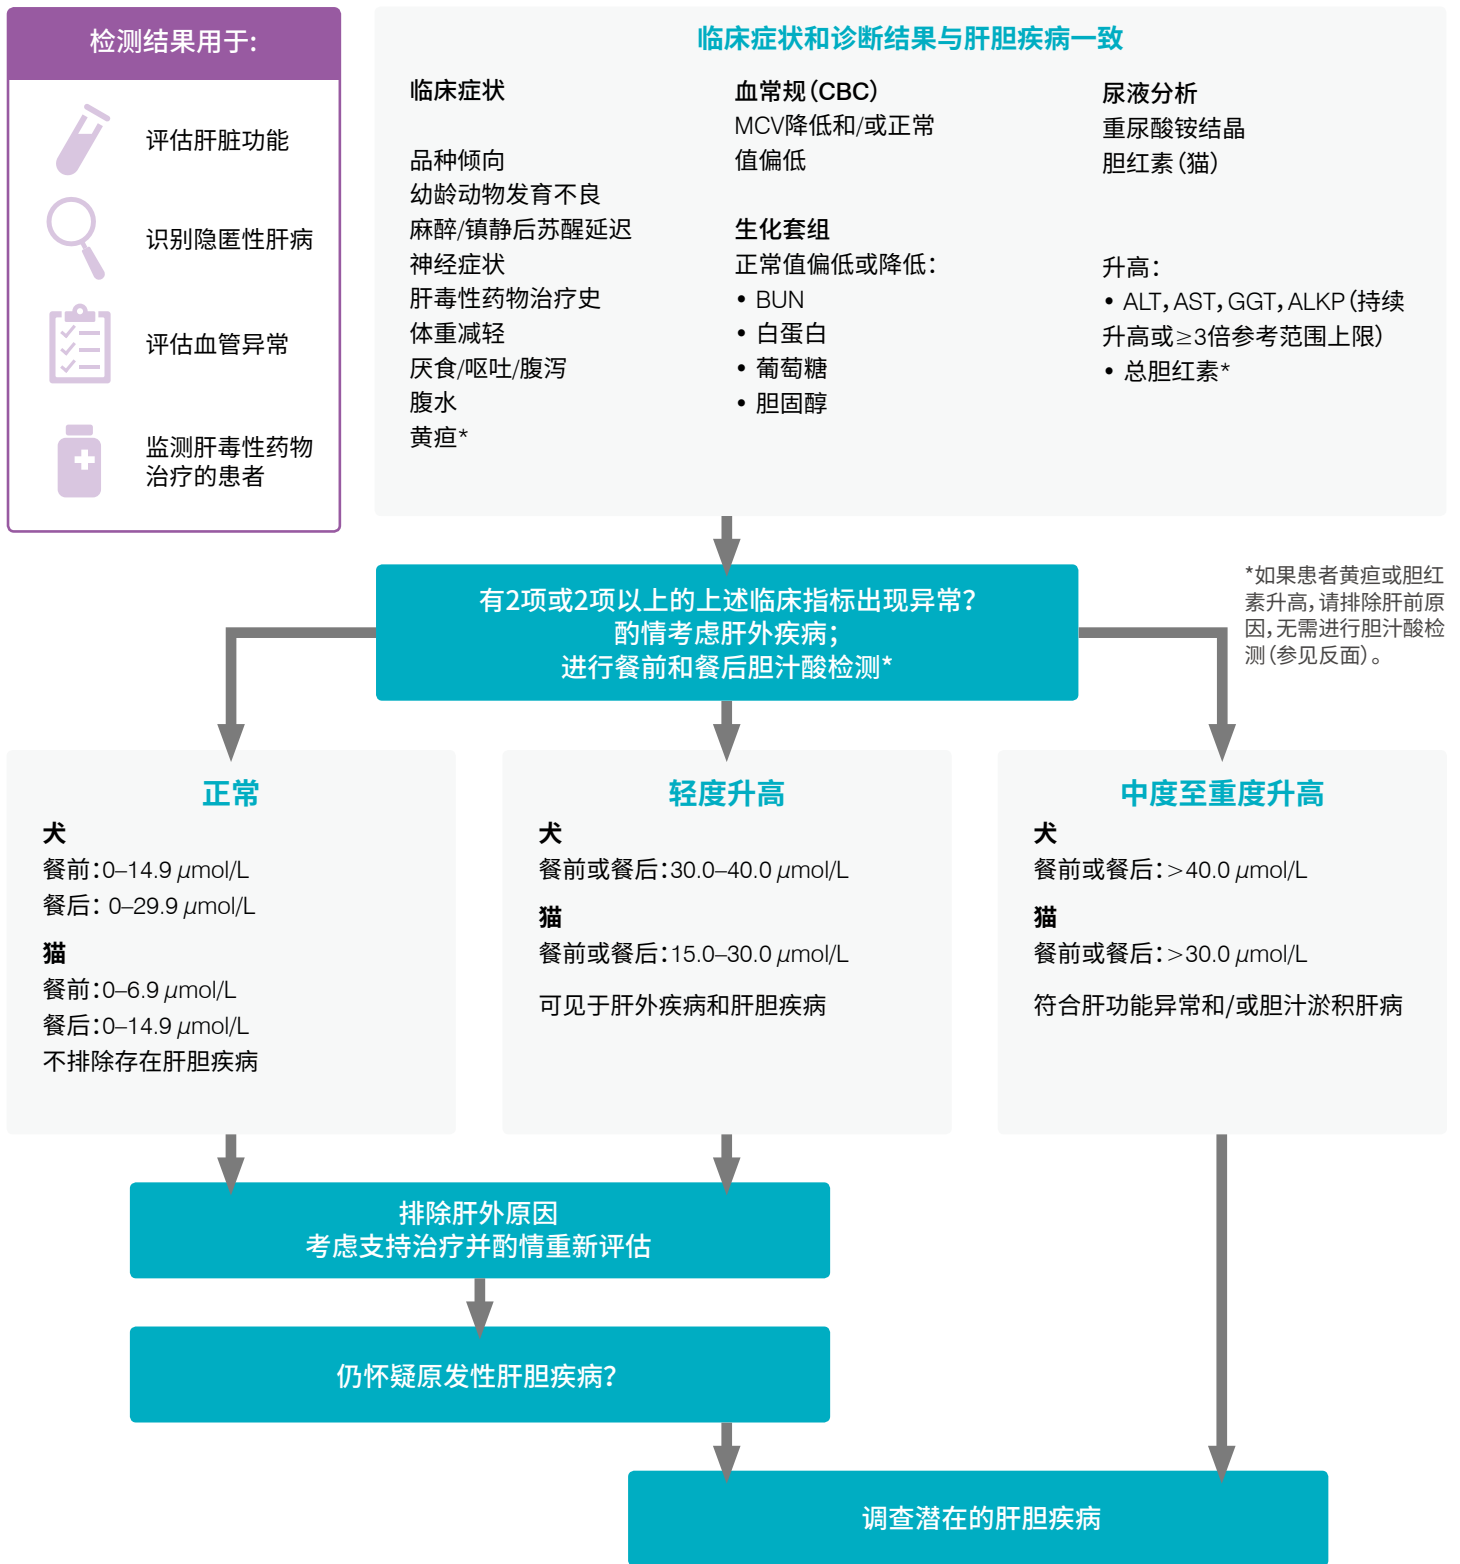 检测结果用于:
评估肝脏功能
识别隐匿性肝病
评估血管异常
监测肝毒性药物
治疗的患者
临床症状和诊断结果与肝胆疾病一致
临床症状
品种倾向
幼龄动物发育不良
麻醉/镇静后苏醒延迟
神经症状
肝毒性药物治疗史
体重减轻
厌食/呕吐/腹泻
腹水
黄疸*
血常规(CBC)
MCV降低和/或正常
值偏低
生化套组
正常值偏低或降低:
• BUN
• 白蛋白
• 葡萄糖
• 胆固醇
尿液分析
重尿酸铵结晶
胆红素(猫)
升高:
• ALT,AST,GGT,ALKP(持续
升高或≥3倍参考范围上限)
• 总胆红素*
有2项或2项以上的上述临床指标出现异常?
酌情考虑肝外疾病;
进行餐前和餐后胆汁酸检测*
*如果患者黄疸或胆红
素升高,请排除肝前原
因,无需进行胆汁酸检
测(参见反面)。
正常
犬
餐前:0–14.9 µmol/L
餐后: 0–29.9 µmol/L
猫
餐前:0–6.9 µmol/L
餐后:0–14.9 µmol/L
不排除存在肝胆疾病
轻度升高
犬
餐前或餐后:30.0–40.0 µmol/L
猫
餐前或餐后:15.0–30.0 µmol/L
可见于肝外疾病和肝胆疾病
中度至重度升高
犬
餐前或餐后:>40.0 µmol/L
猫
餐前或餐后:>30.0 µmol/L
符合肝功能异常和/或胆汁淤积肝病
排除肝外原因
考虑支持治疗并酌情重新评估
仍怀疑原发性肝胆疾病?
调查潜在的肝胆疾病